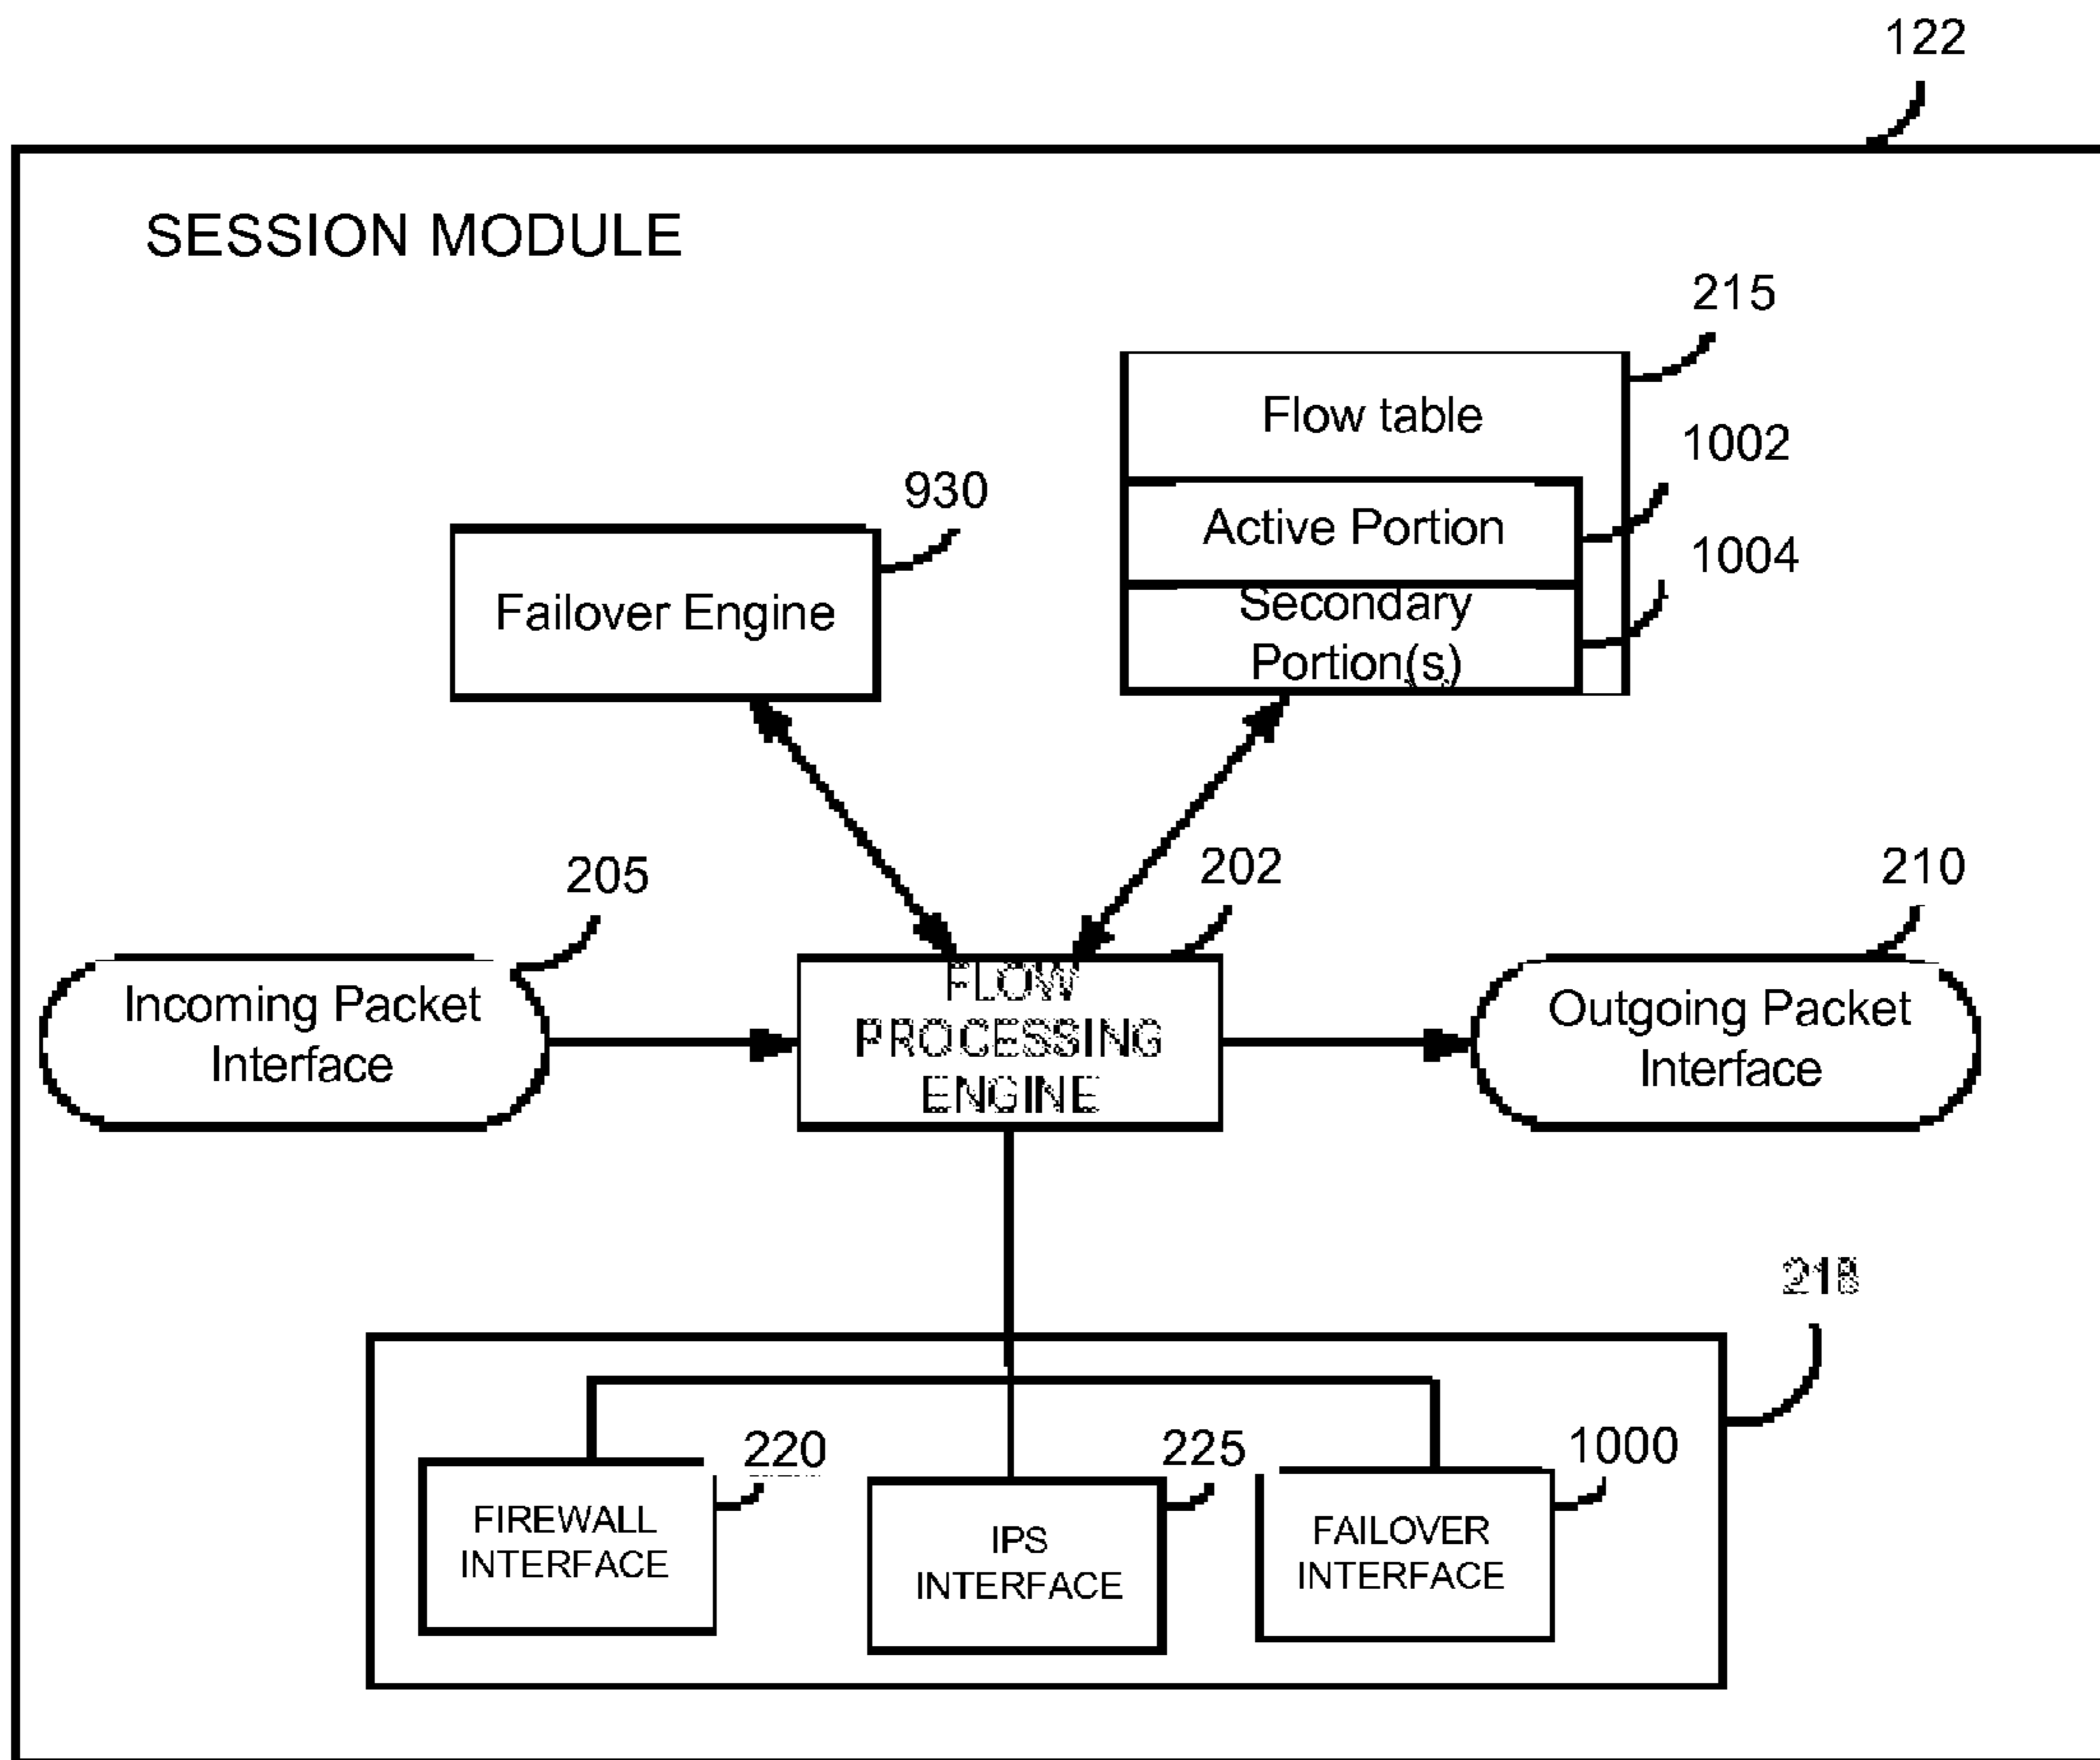 122
SESSION MODULE
215
Flow table
1002
930
Active Portion
1004
Failover Engine
Secondary
Portion(s)
205
202
210
Incoming Packet
Interface
FLOW
PROCESSING
ENGINE
Outgoing Packet
Interface
218
220
225
1000
FIREWALL
INTERFACE
IPS
INTERFACE
FAILOVER
INTERFACE